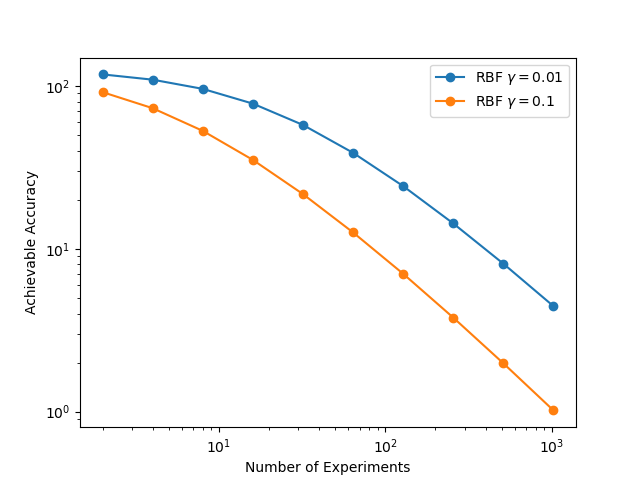 RBF γ = 0.01
RBF γ = 0.1
10²
10¹
10⁰
Achievable Accuracy
10¹
10²
10³
Number of Experiments